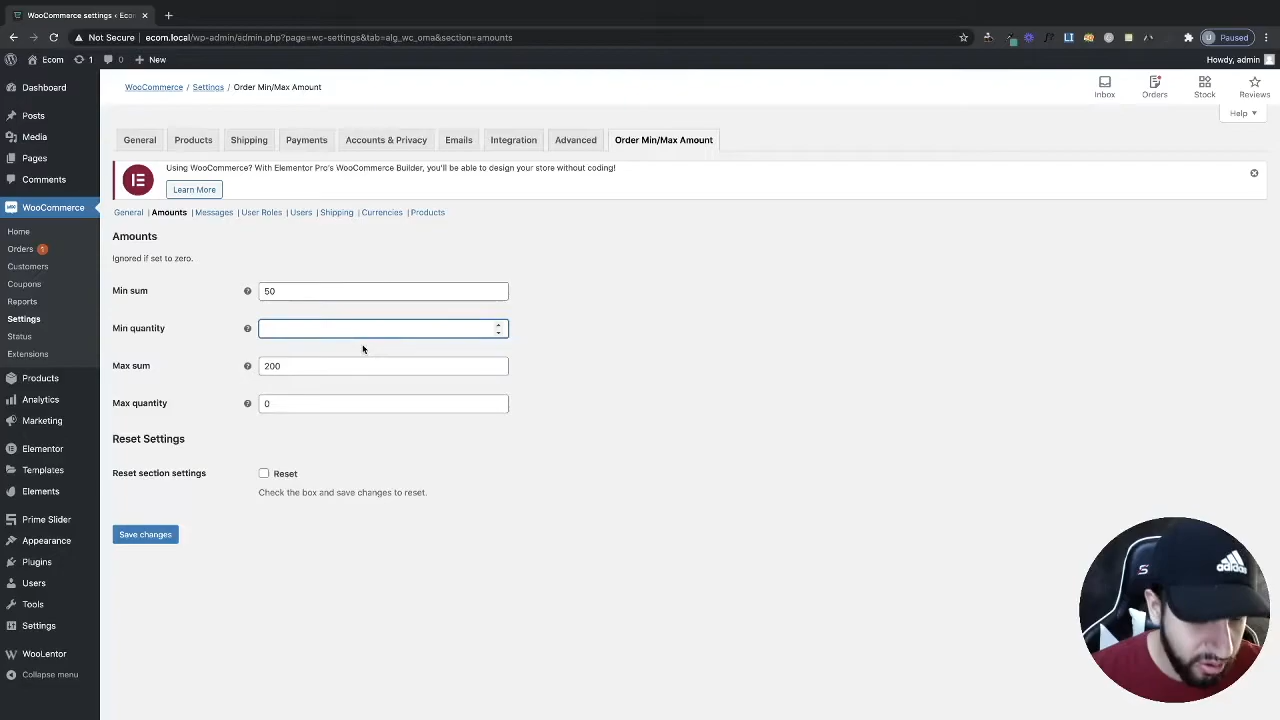 WooCommerce settings ‹ Ecom
Not Secure ecom.local/wp-admin/admin.php?page=wc-settings&tab=alg_wc_oma&section=amounts
Paused
Ecom 1 0 New
Howdy, admin
Dashboard
Posts
Media
Pages
Comments
WooCommerce
Home
Orders 1
Customers
Coupons
Reports
Settings
Status
Extensions
Products
Analytics
Marketing
Elementor
Templates
Elements
Prime Slider
Appearance
Plugins
Users
Tools
Settings
WooLentor
Collapse menu
WooCommerce / Settings / Order Min/Max Amount
Inbox Orders Stock Reviews
Help
General Products Shipping Payments Accounts & Privacy Emails Integration Advanced Order Min/Max Amount
Using WooCommerce? With Elementor Pro's WooCommerce Builder, you'll be able to design your store without coding!
Learn More
General | Amounts | Messages | User Roles | Users | Shipping | Currencies | Products
Amounts
Ignored if set to zero.
Min sum 50
Min quantity
Max sum 200
Max quantity 0
Reset Settings
Reset section settings Reset
Check the box and save changes to reset.
Save changes
adidas